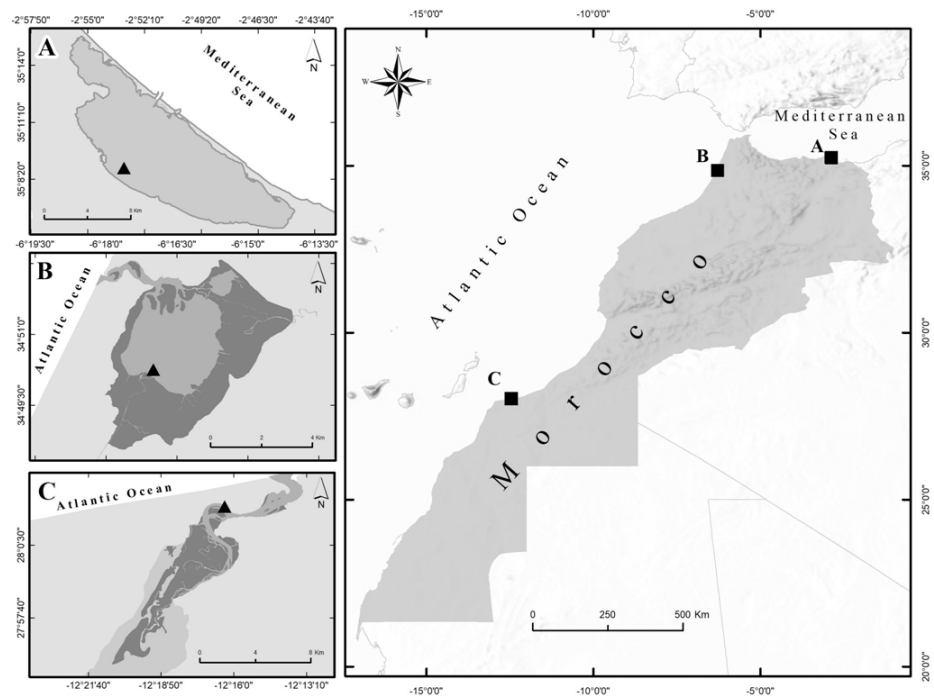 -2°57'50" -2°55'0" -2°52'10" -2°49'20" -2°46'30" -2°43'40"
A
Mediterranean
Sea
N
35°14'0"
35°11'10"
35°8'20"
0 4 8 Km
-6°19'30" -6°18'0" -6°16'30" -6°15'0" -6°13'30"
B
Atlantic Ocean
N
34°51'0"
34°49'30"
0 2 4 Km
C
Atlantic Ocean
N
28°0'30"
27°57'40"
0 4 8 Km
-12°21'40" -12°18'50" -12°16'0" -12°13'10"
-15°0'0" -10°0'0" -5°0'0"
N
W E
S
Mediterranean
Sea
A
B
C
Atlantic Ocean
Morocco
35°0'0"
30°0'0"
25°0'0"
20°0'0"
0 250 500 Km
-15°0'0" -10°0'0" -5°0'0"